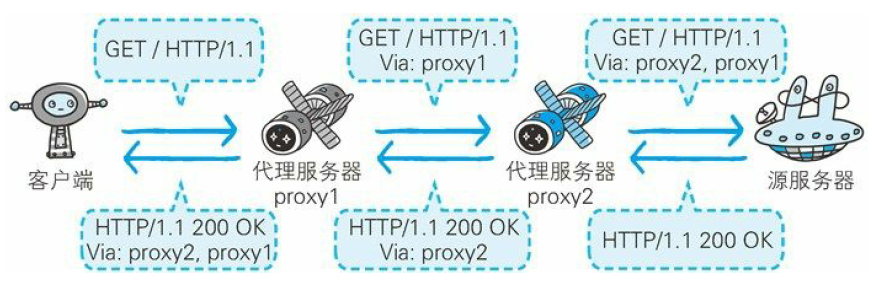 GET / HTTP/1.1
GET / HTTP/1.1
Via: proxy1
GET / HTTP/1.1
Via: proxy2, proxy1
客户端
代理服务器
proxy1
代理服务器
proxy2
源服务器
HTTP/1.1 200 OK
Via: proxy2, proxy1
HTTP/1.1 200 OK
Via: proxy2
HTTP/1.1 200 OK